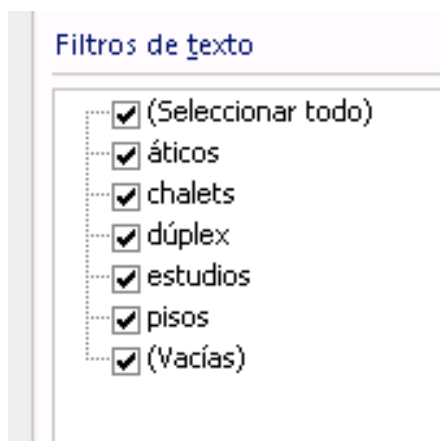 Filtros de texto
(Seleccionar todo)
áticos
chalets
dúplex
estudios
pisos
(Vacías)